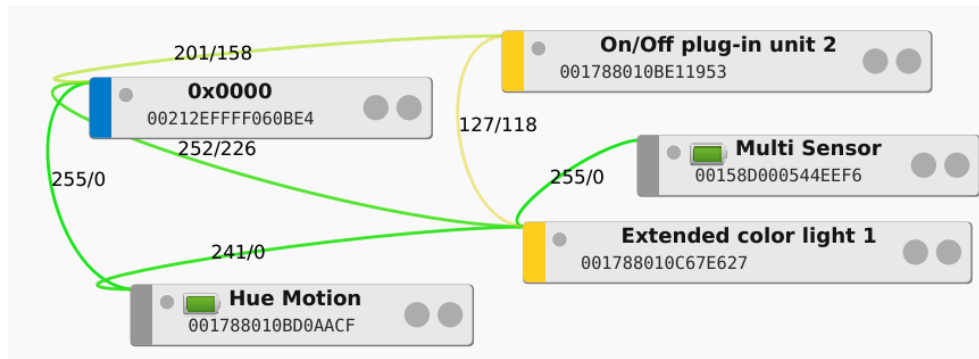 On/Off plug-in unit 2
201/158
001788010BE11953
0x0000
00212EFFFF060BE4
127/118
252/226
Multi Sensor
255/0
255/0
00158D000544EEF6
Extended color light 1
241/0
001788010C67E627
Hue Motion
001788010BD0AACF